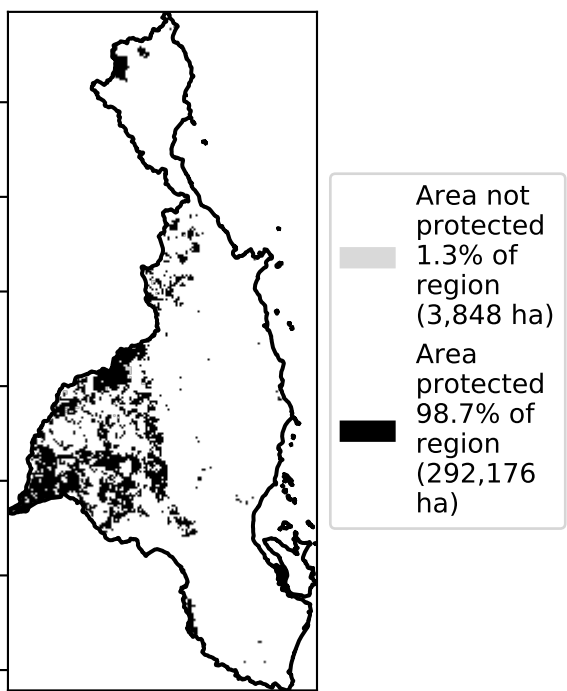 Area not
protected
1.3% of
region
(3,848 ha)
Area
protected
98.7% of
region
(292,176
ha)